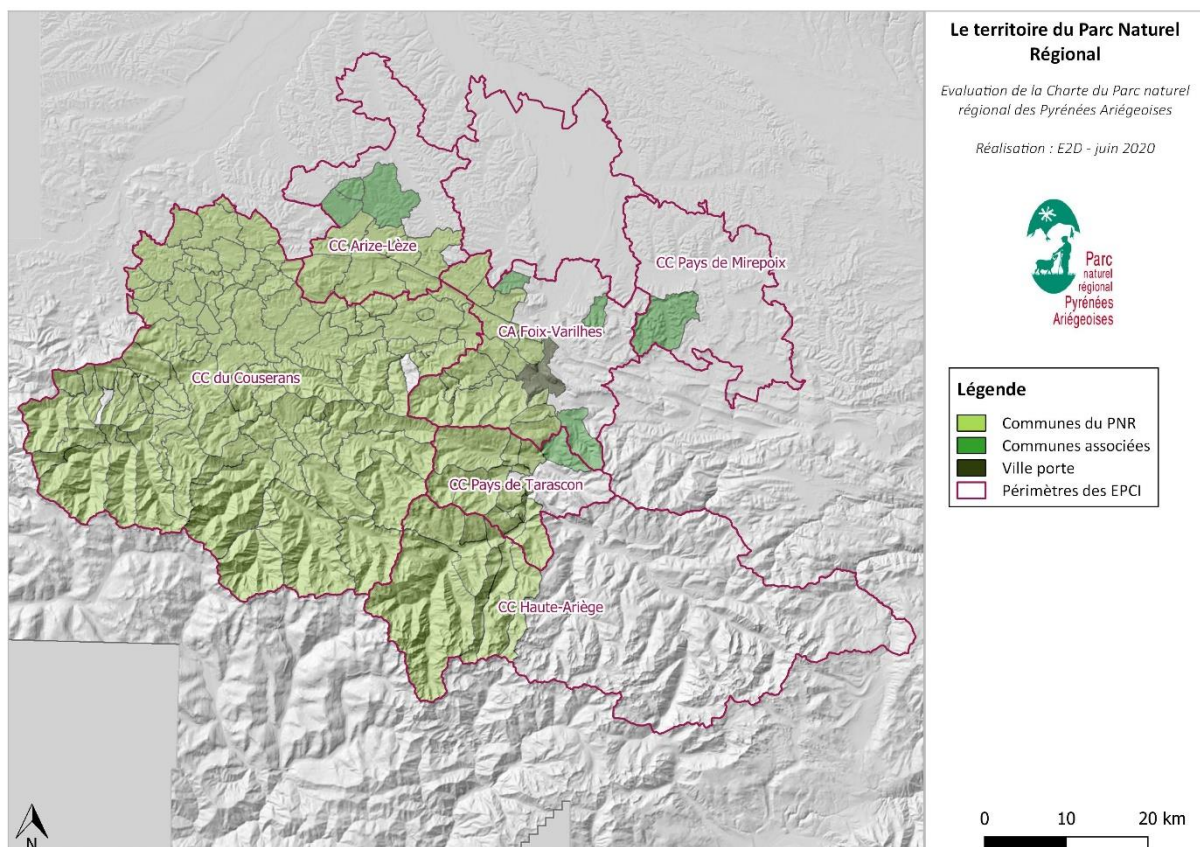 Le territoire du Parc Naturel
Régional
Evaluation de la Charte du Parc naturel
régional des Pyrénées Ariégeoises
Réalisation : E2D - juin 2020
Parc
naturel
régional
Pyrénées
Ariégeoises
Légende
Communes du PNR
Communes associées
Ville porte
Périmètres des EPCI
CC Arize-Lèze
CC Pays de Mirepoix
CA Foix-Varilhes
CC du Couserans
CC Pays de Tarascon
CC Haute-Ariège
N
0 10 20 km